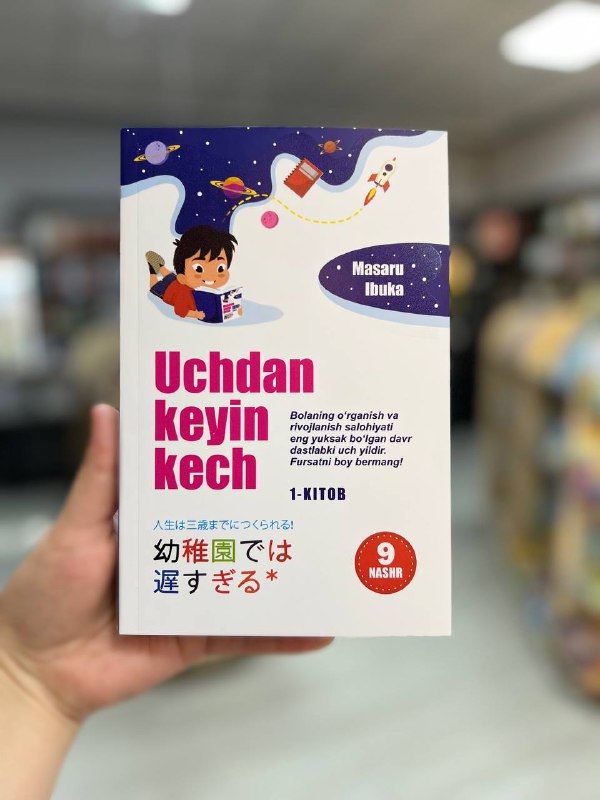 Masaru
Ibuka
Uchdan
keyin
kech
Bolaning o‘rganish va
rivojlanish salohiyati
eng yuksak bo‘lgan davr
dastlabki uch yildir.
Fursatni boy bermang!
1-KITOB
人生は三歳までにつくられる!
幼稚園では
遅すぎる*
9
NASHR